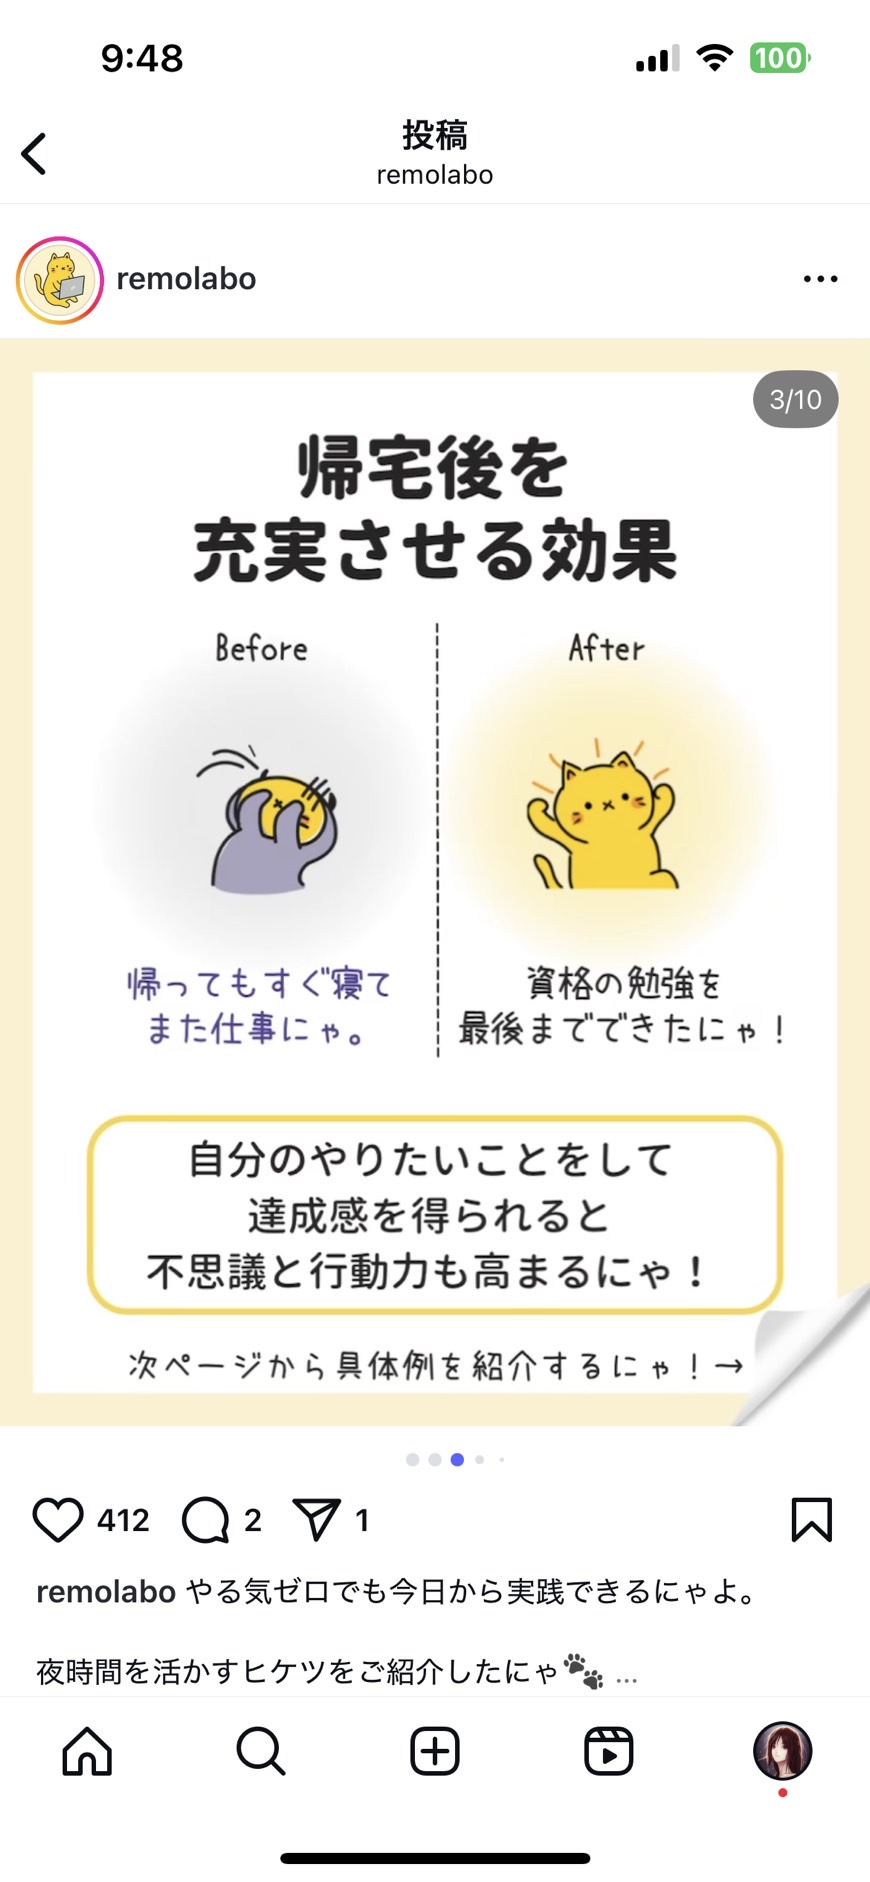 9:48
100
投稿
remolabo
remolabo
3/10
帰宅後を
充実させる効果
Before
After
帰ってもすぐ寝て
また仕事にゃ。
資格の勉強を
最後までできたにゃ！
自分のやりたいことをして
達成感を得られると
不思議と行動力も高まるにゃ！
次ページから具体例を紹介するにゃ！→
412
2
1
remolabo やる気ゼロでも今日から実践できるにゃよ。
夜時間を活かすヒケツをご紹介したにゃ🐾 ...